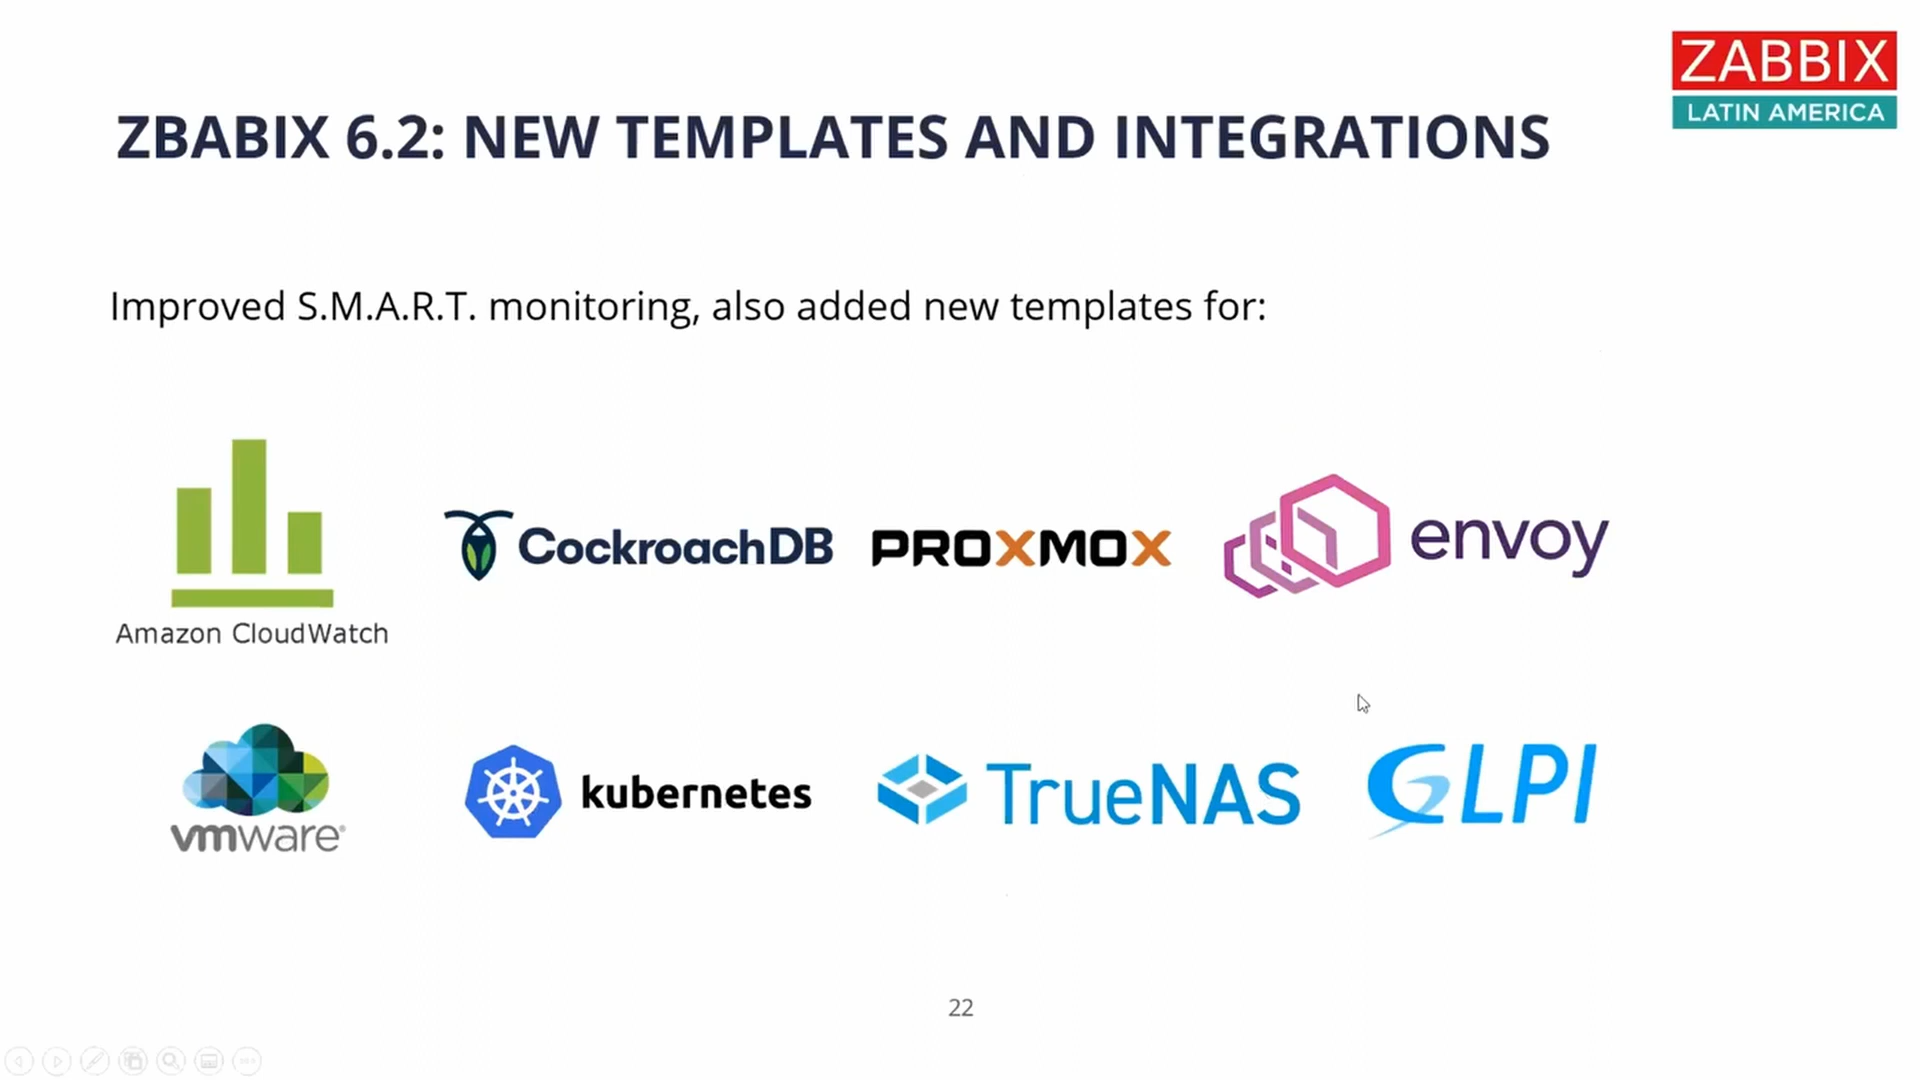 ZABBIX
LATIN AMERICA
ZBABIX 6.2: NEW TEMPLATES AND INTEGRATIONS
Improved S.M.A.R.T. monitoring, also added new templates for:
Amazon CloudWatch
CockroachDB
PROXMOX
envoy
vmware®
kubernetes
TrueNAS
GLPI
22